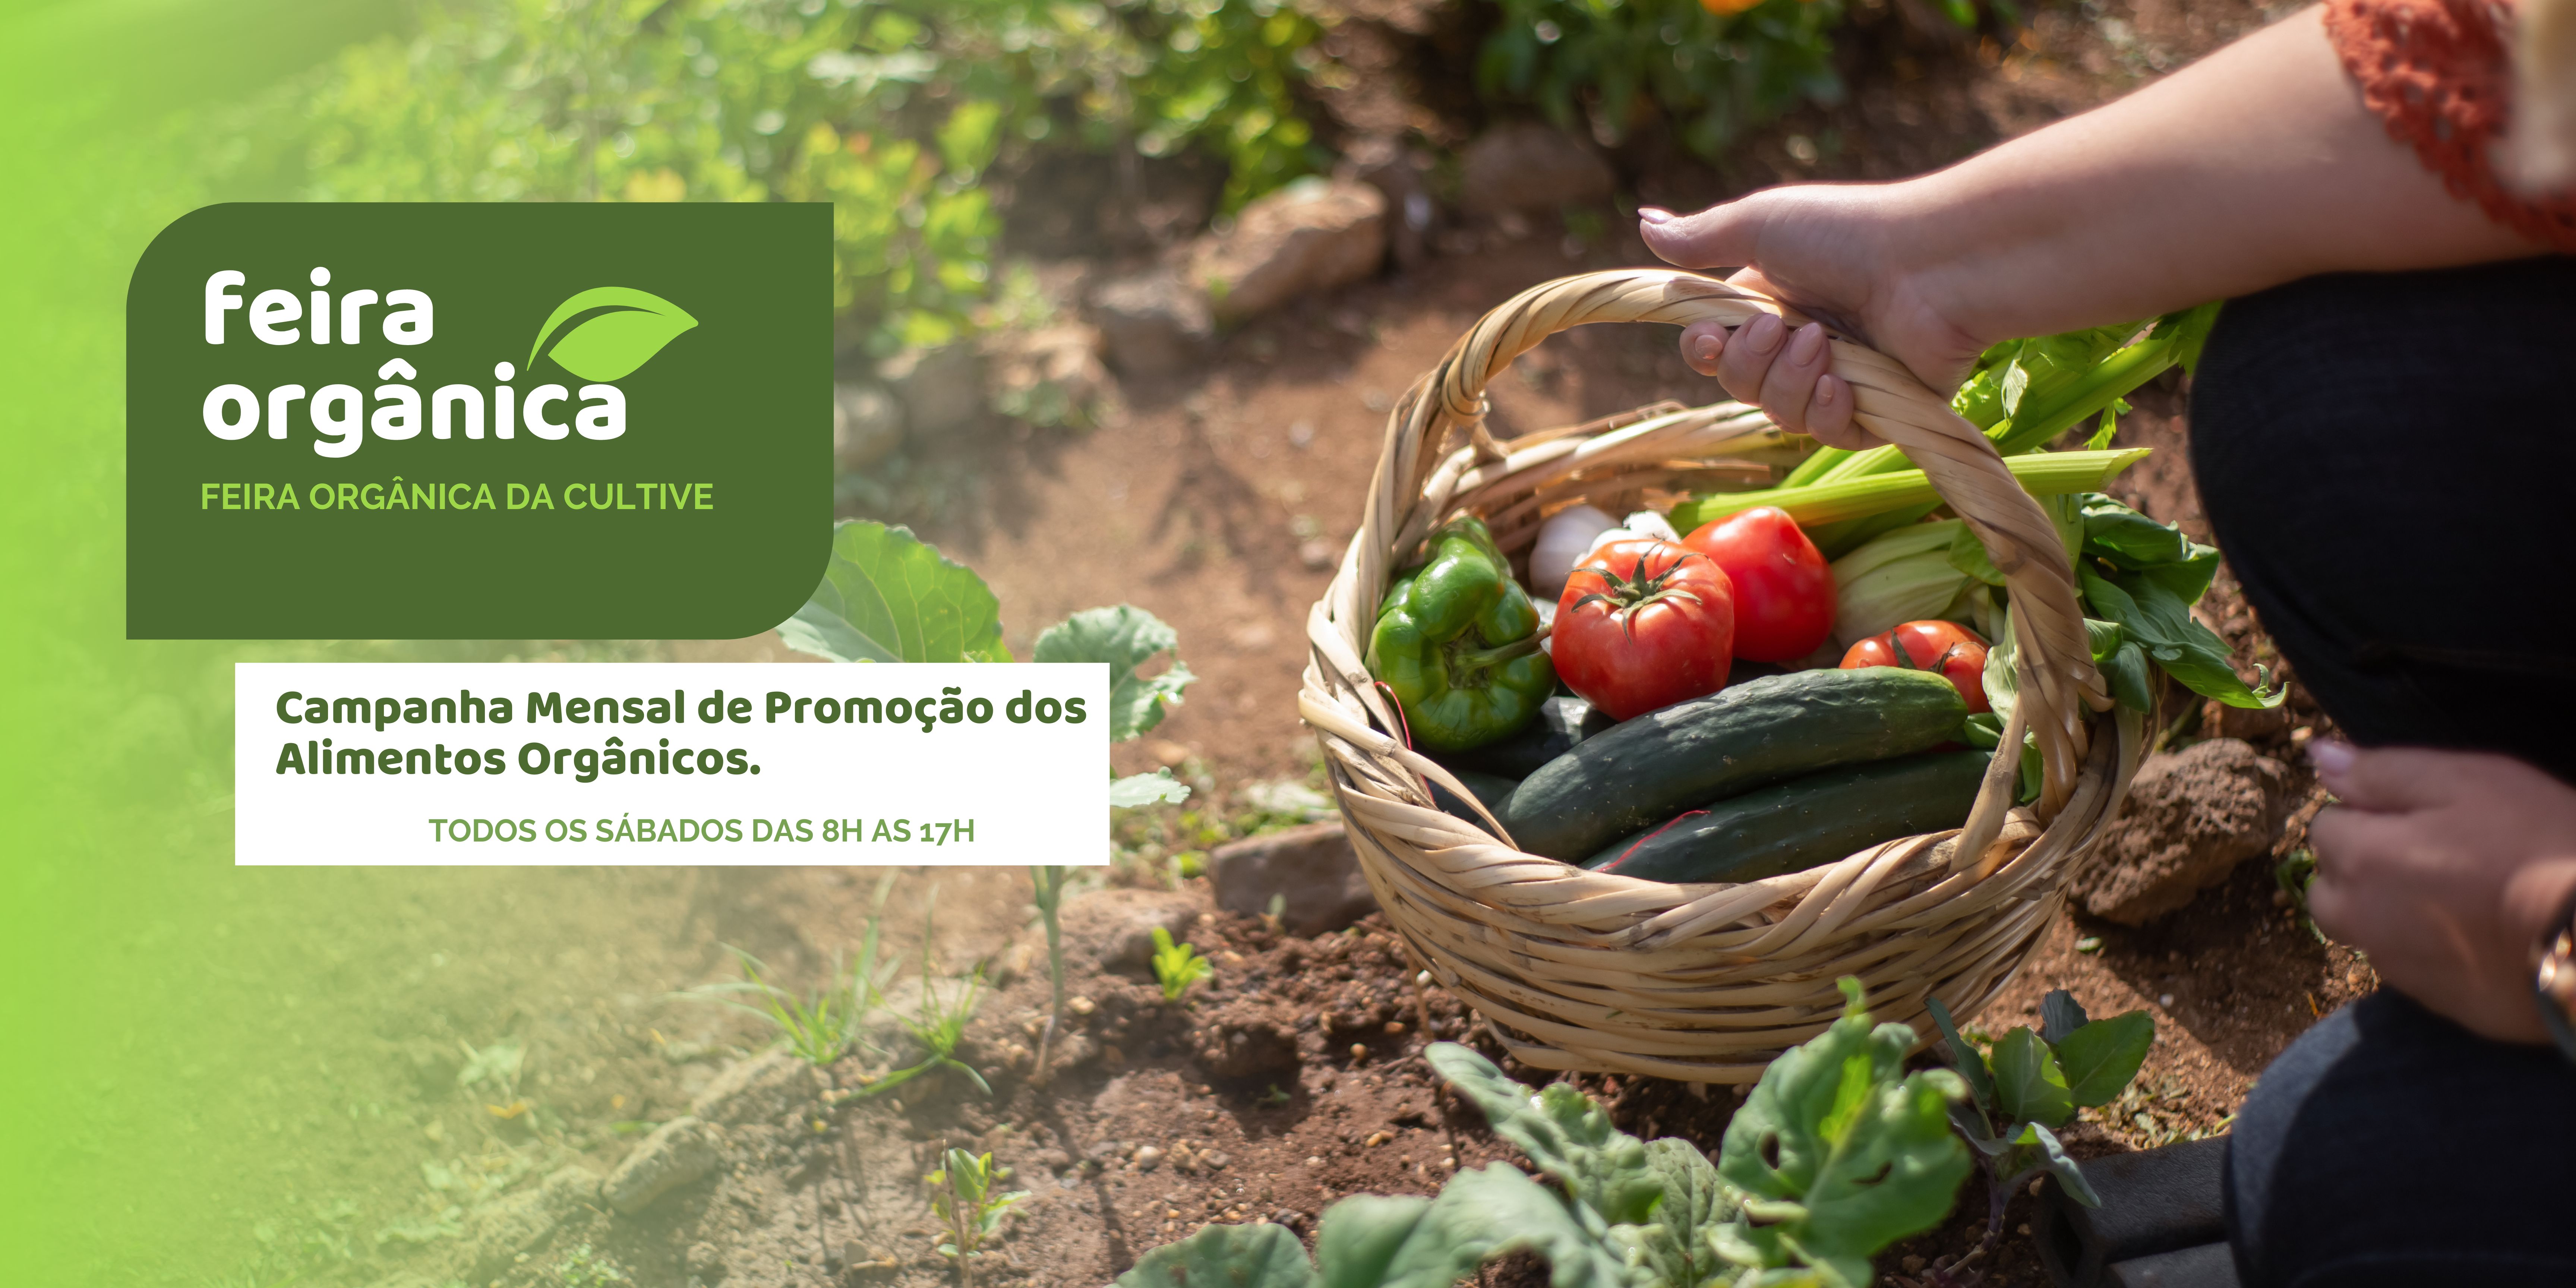 feira
orgânica
FEIRA ORGÂNICA DA CULTIVE
Campanha Mensal de Promoção dos
Alimentos Orgânicos.
TODOS OS SÁBADOS DAS 8H AS 17H